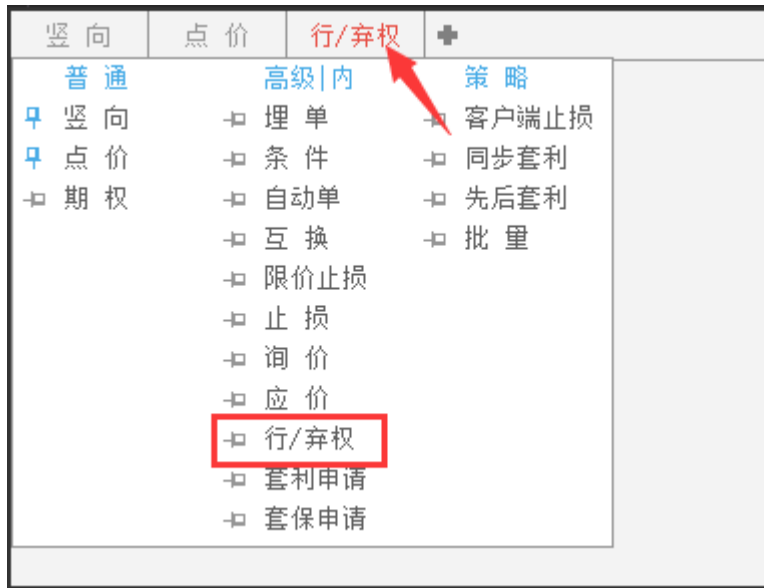 竖 向 点 价 行/弃权
普 通 高级|内 策 略
竖 向 埋 单 客户端止损
点 价 条 件 同步套利
期 权 自动单 先后套利
互 换 批 量
限价止损
止 损
询 价
应 价
行/弃权
套利申请
套保申请